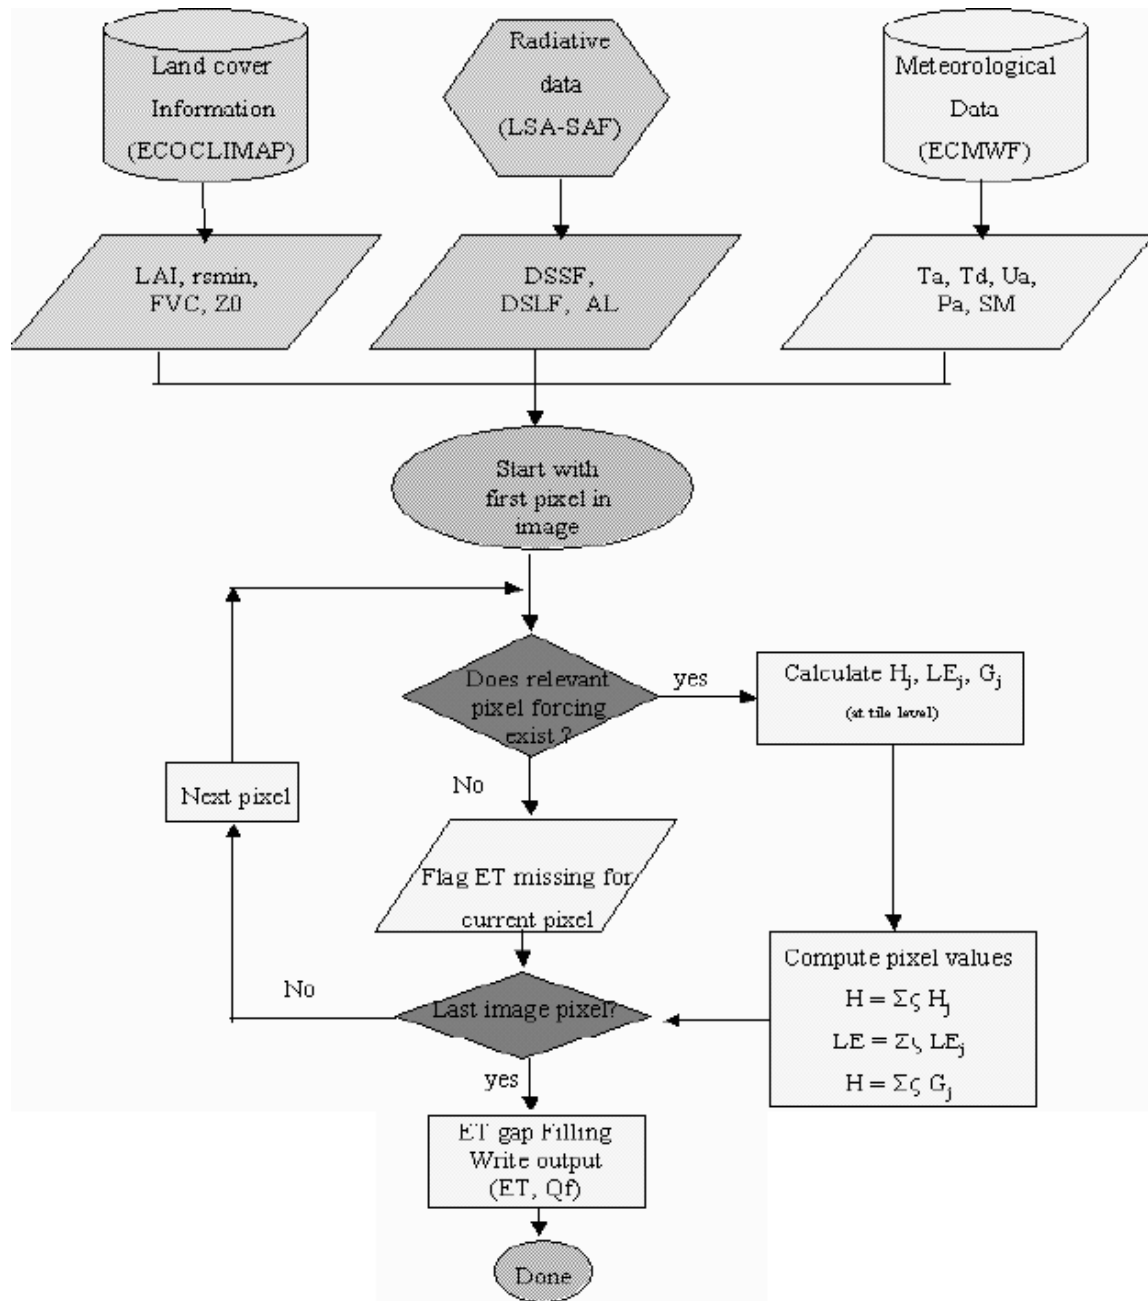 Land cover
Information
(ECOCLIMAP)
Radiative
data
(LSA-SAF)
Meteorological
Data
(ECMWF)
LAI, rsmin,
FVC, Z0
DSSF,
DSLF, AL
Ta, Td, Ua,
Pa, SM
Start with
first pixel in
image
Does relevant
pixel forcing
exist ?
yes
Calculate Hj, LEj, Gj
(at tile level)
No
Next pixel
Flag ET missing for
current pixel
Compute pixel values
H = Σς Hj
LE = Σς LEj
H = Σς Gj
Last image pixel?
No
yes
ET gap Filling
Write output
(ET, Qf)
Done